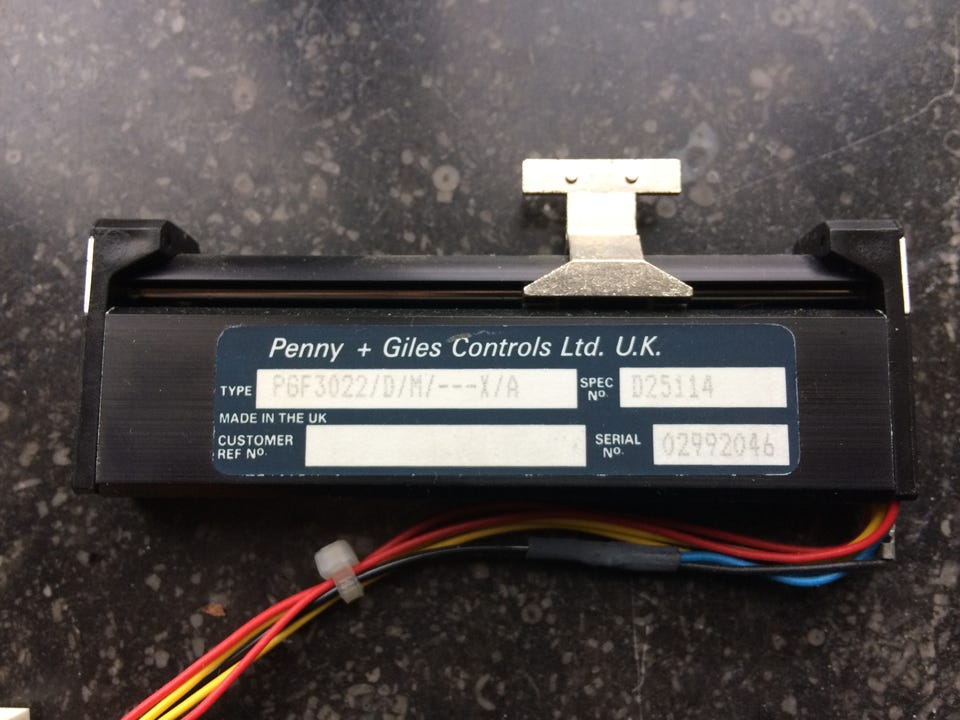 Penny + Giles Controls Ltd. U.K.
TYPE PGF3022/D/M/---X/A SPEC No. D25114
MADE IN THE UK
CUSTOMER REF No. SERIAL No. 02992046